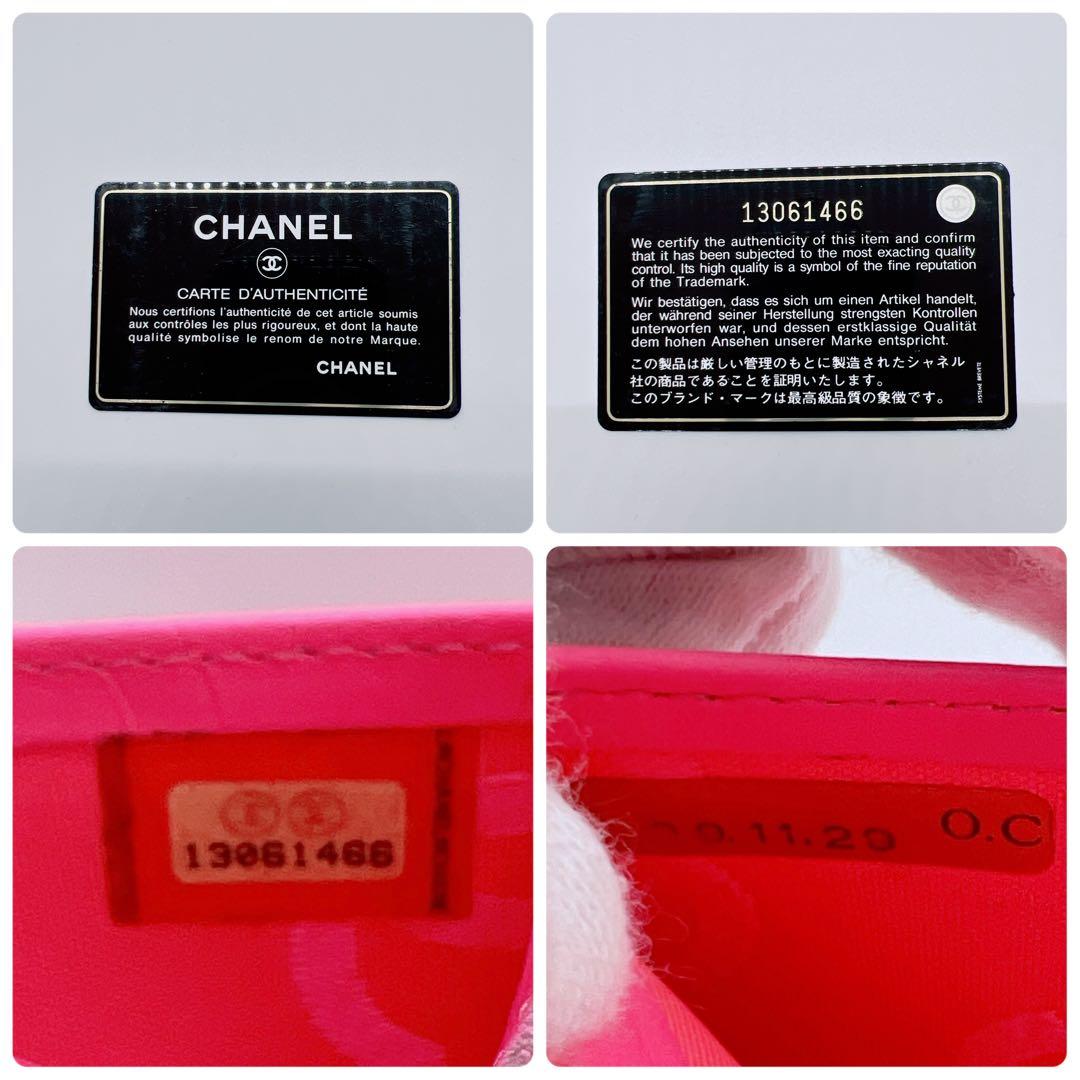 CHANEL
CARTE D'AUTHENTICITÉ
Nous certifions l'authenticité de cet article soumis
aux contrôles les plus rigoureux, et dont la haute
qualité symbolise le renom de notre Marque.
CHANEL
13061466
We certify the authenticity of this item and confirm
that it has been subjected to the most exacting quality
control. Its high quality is a symbol of the fine reputation
of the Trademark.
Wir bestätigen, dass es sich um einen Artikel handelt,
der während seiner Herstellung strengsten Kontrollen
unterworfen war, und dessen erstklassige Qualität
dem hohen Ansehen unserer Marke entspricht.
この製品は厳しい管理のもとに製造されたシャネル
社の商品であることを証明いたします。
このブランド・マークは最高級品質の象徴です。
SYSTEME BREVETE
13061466
9.11.29 O.C